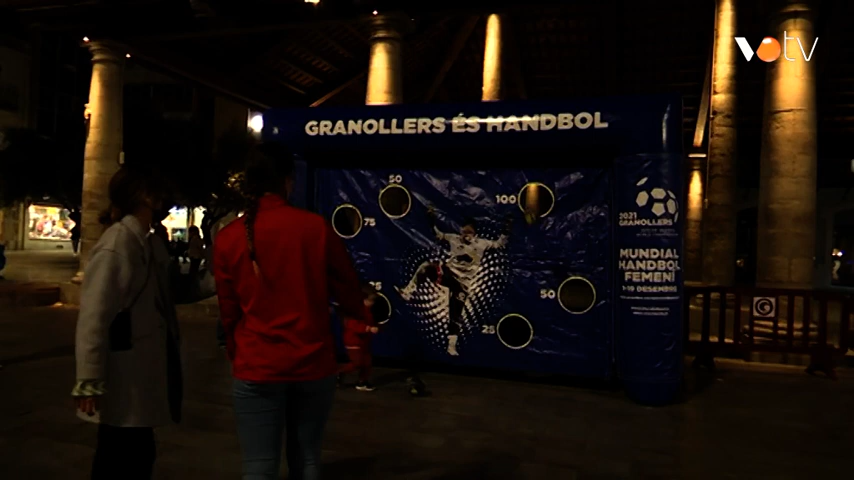 VOTV
GRANOLLERS ÉS HANDBOL
50
100
75
25
50
25
2021
GRANOLLERS
MUNDIAL
HANDBOL
FEMENÍ
1-19 DESEMBRE